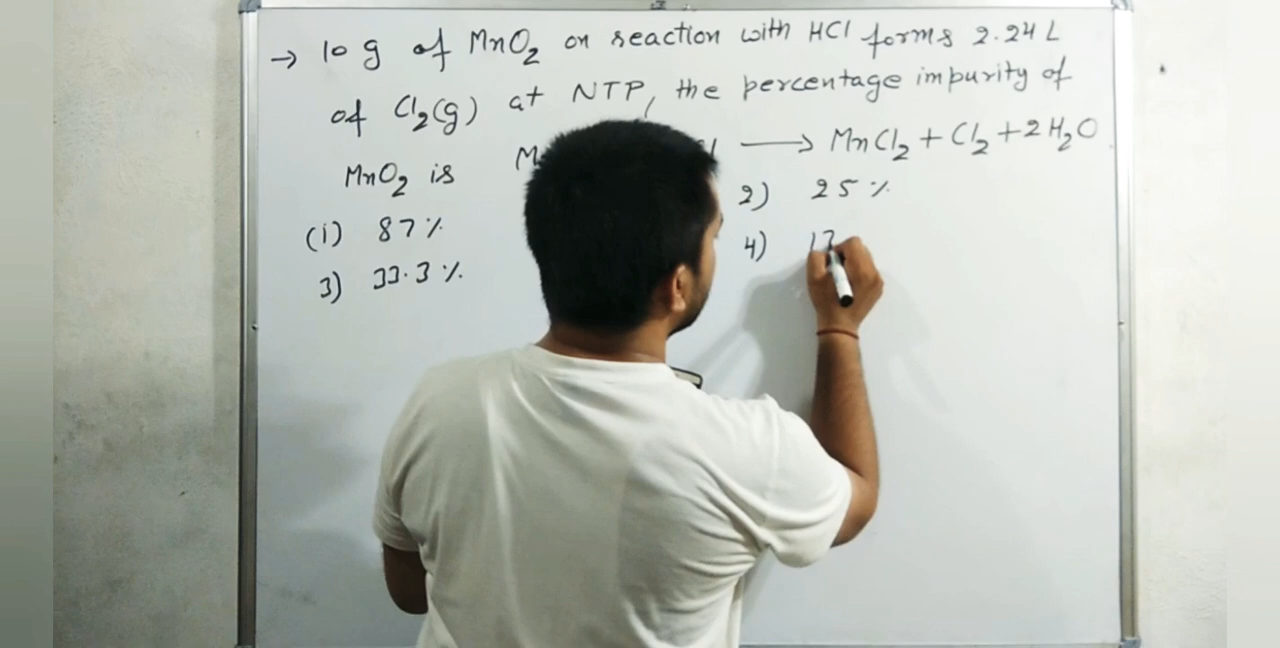 → 10 g of MnO₂ on reaction with HCl forms 2.24 L
of Cl₂(g) at NTP, the percentage impurity of
MnO₂ is M → MnCl₂ + Cl₂ + 2H₂O
(1) 87% 2) 25%
3) 33.3% 4)